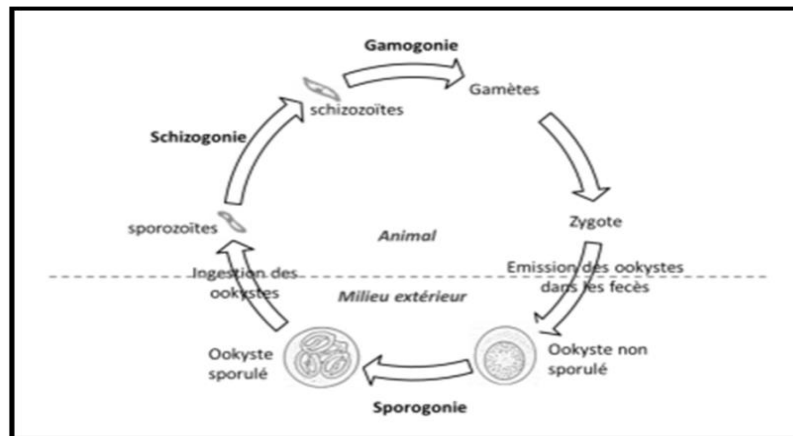 Gamogonie
Gamètes
schizozoïtes
Schizogonie
sporozoïtes
Zygote
Animal
Ingestion des
ookystes
Emission des ookystes
dans les fecès
Milieu extérieur
Ookyste
sporulé
Ookyste non
sporulé
Sporogonie